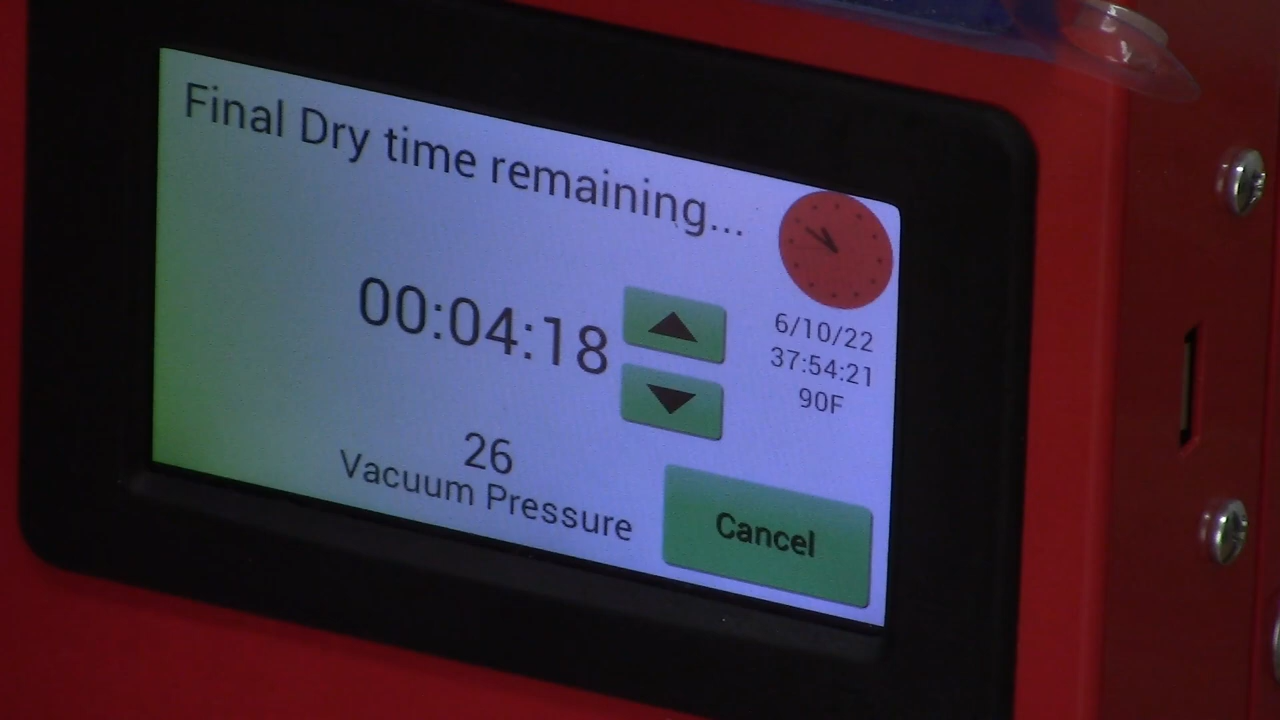 Final Dry time remaining...
00:04:18
6/10/22
37:54:21
90F
26
Vacuum Pressure
Cancel